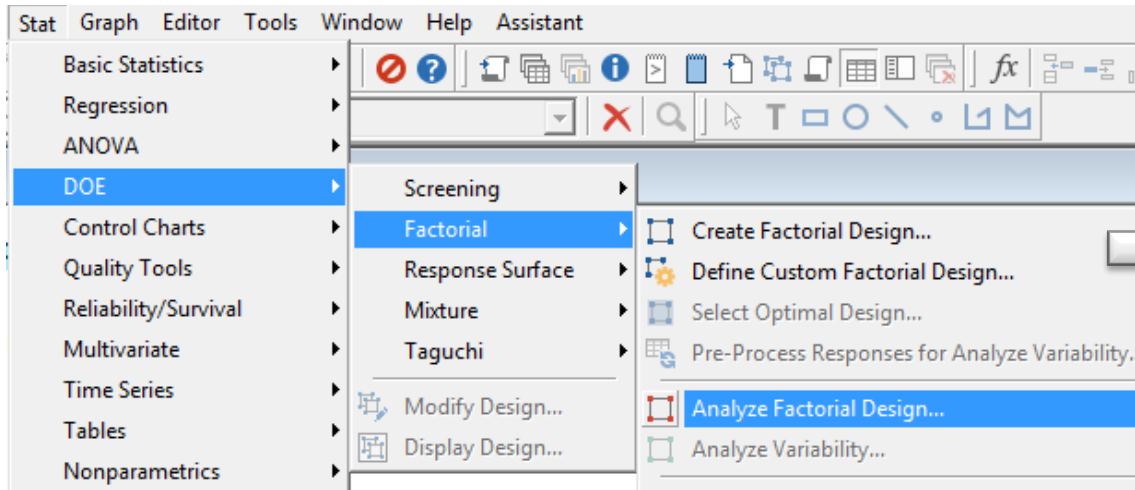 Stat Graph Editor Tools Window Help Assistant
Basic Statistics
Regression
ANOVA
DOE
Control Charts
Quality Tools
Reliability/Survival
Multivariate
Time Series
Tables
Nonparametrics
Screening
Factorial
Response Surface
Mixture
Taguchi
Modify Design...
Display Design...
Create Factorial Design...
Define Custom Factorial Design...
Select Optimal Design...
Pre-Process Responses for Analyze Variability.
Analyze Factorial Design...
Analyze Variability...
fx
T